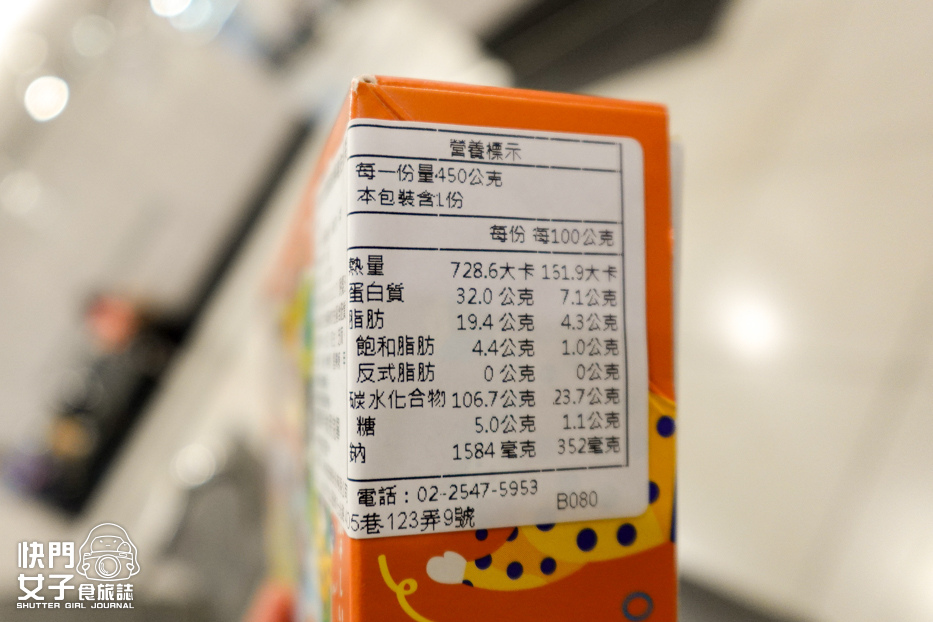 營養標示
每一份量450公克
本包裝含1份
每份 每100公克
熱量 728.6大卡 161.9大卡
蛋白質 32.0 公克 7.1公克
脂肪 19.4 公克 4.3公克
飽和脂肪 4.4公克 1.0公克
反式脂肪 0 公克 0公克
碳水化合物 106.7公克 23.7公克
糖 5.0公克 1.1公克
鈉 1584 毫克 352毫克
電話：02-2547-5953
5巷123弄9號
B080
快門
女子食旅誌
SHUTTER GIRL JOURNAL